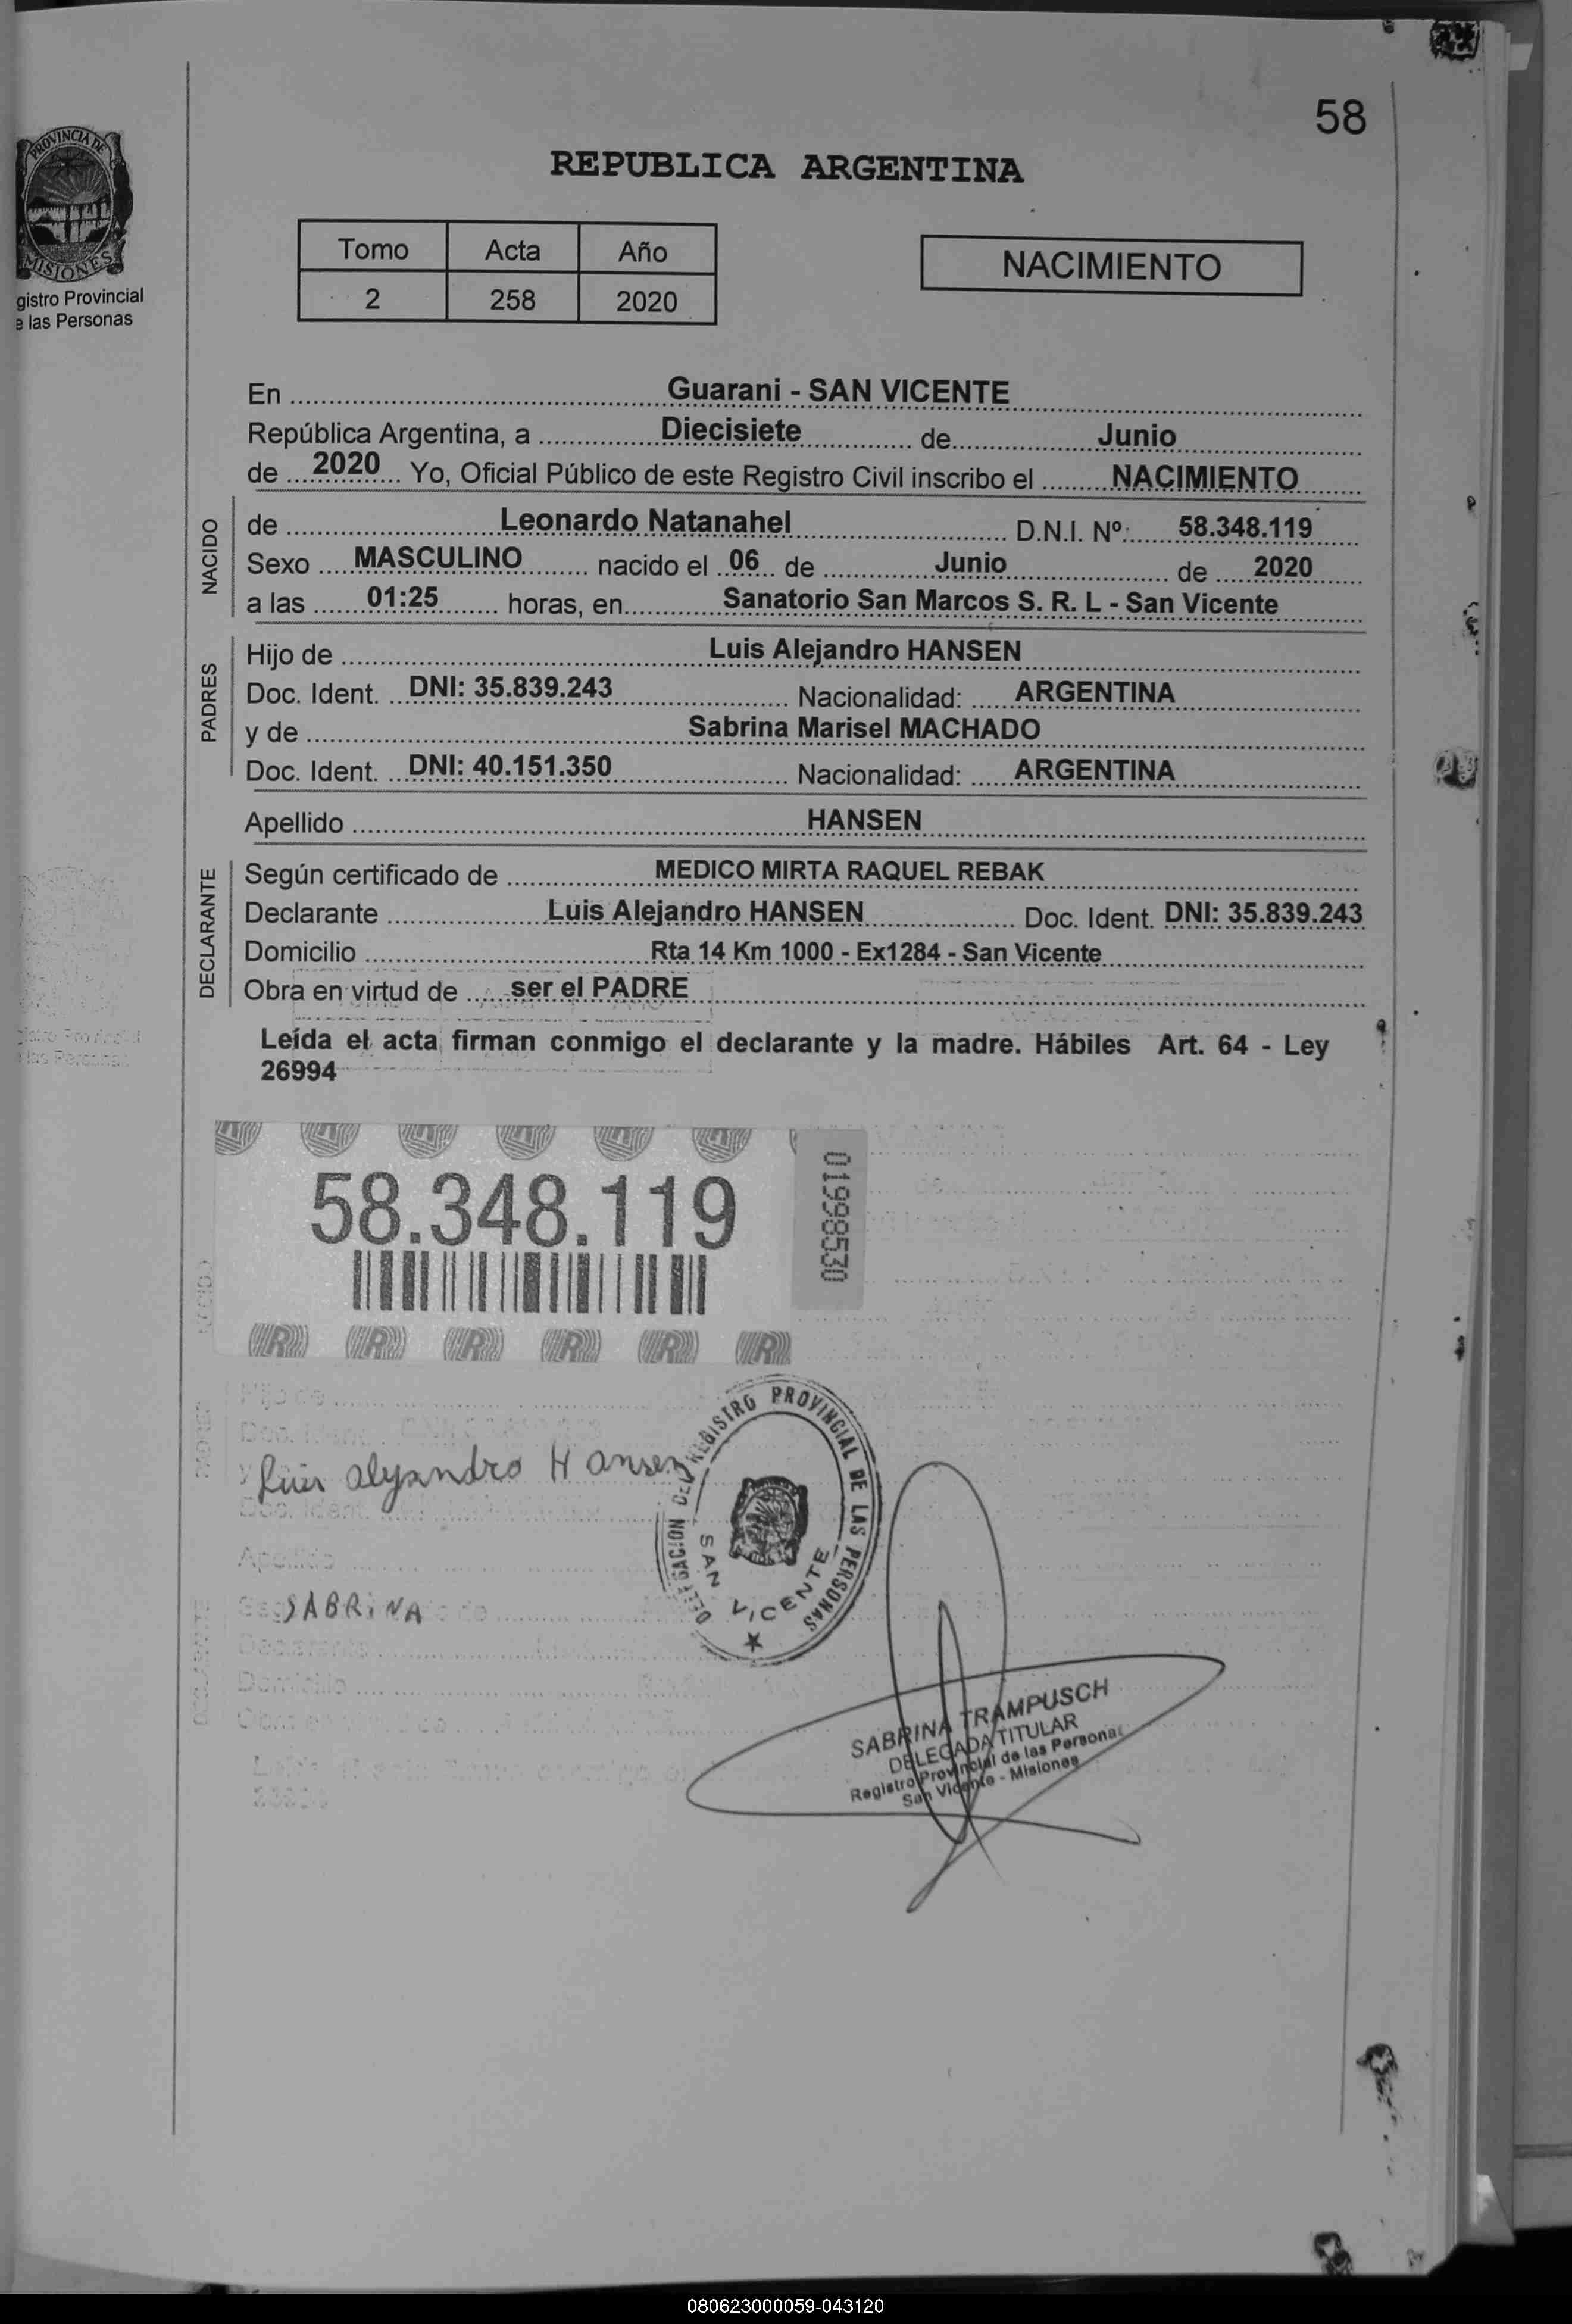 58
PROVINCIA DE
MISIONES
gistro Provincial
e las Personas
REPUBLICA ARGENTINA
Tomo Acta Año
2 258 2020
NACIMIENTO
En Guarani - SAN VICENTE
República Argentina, a Diecisiete de Junio
de 2020 Yo, Oficial Público de este Registro Civil inscribo el NACIMIENTO
NACIDO
de Leonardo Natanahel D.N.I. Nº: 58.348.119
Sexo MASCULINO nacido el 06 de Junio de 2020
a las 01:25 horas, en Sanatorio San Marcos S. R. L - San Vicente
PADRES
Hijo de Luis Alejandro HANSEN
Doc. Ident. DNI: 35.839.243 Nacionalidad: ARGENTINA
y de Sabrina Marisel MACHADO
Doc. Ident. DNI: 40.151.350 Nacionalidad: ARGENTINA
Apellido HANSEN
DECLARANTE
Según certificado de MEDICO MIRTA RAQUEL REBAK
Declarante Luis Alejandro HANSEN Doc. Ident. DNI: 35.839.243
Domicilio Rta 14 Km 1000 - Ex1284 - San Vicente
Obra en virtud de ser el PADRE
Leída el acta firman conmigo el declarante y la madre. Hábiles Art. 64 - Ley
26994
58.348.119
01998530
Luis alejandro Hansen
DELEGACION DEL REGISTRO PROVINCIAL DE LAS PERSONAS
SAN VICENTE
SABRiNA
SABRINA TRAMPUSCH
DELEGADA TITULAR
Registro Provincial de las Personas
San Vicente - Misiones
080623000059-043120